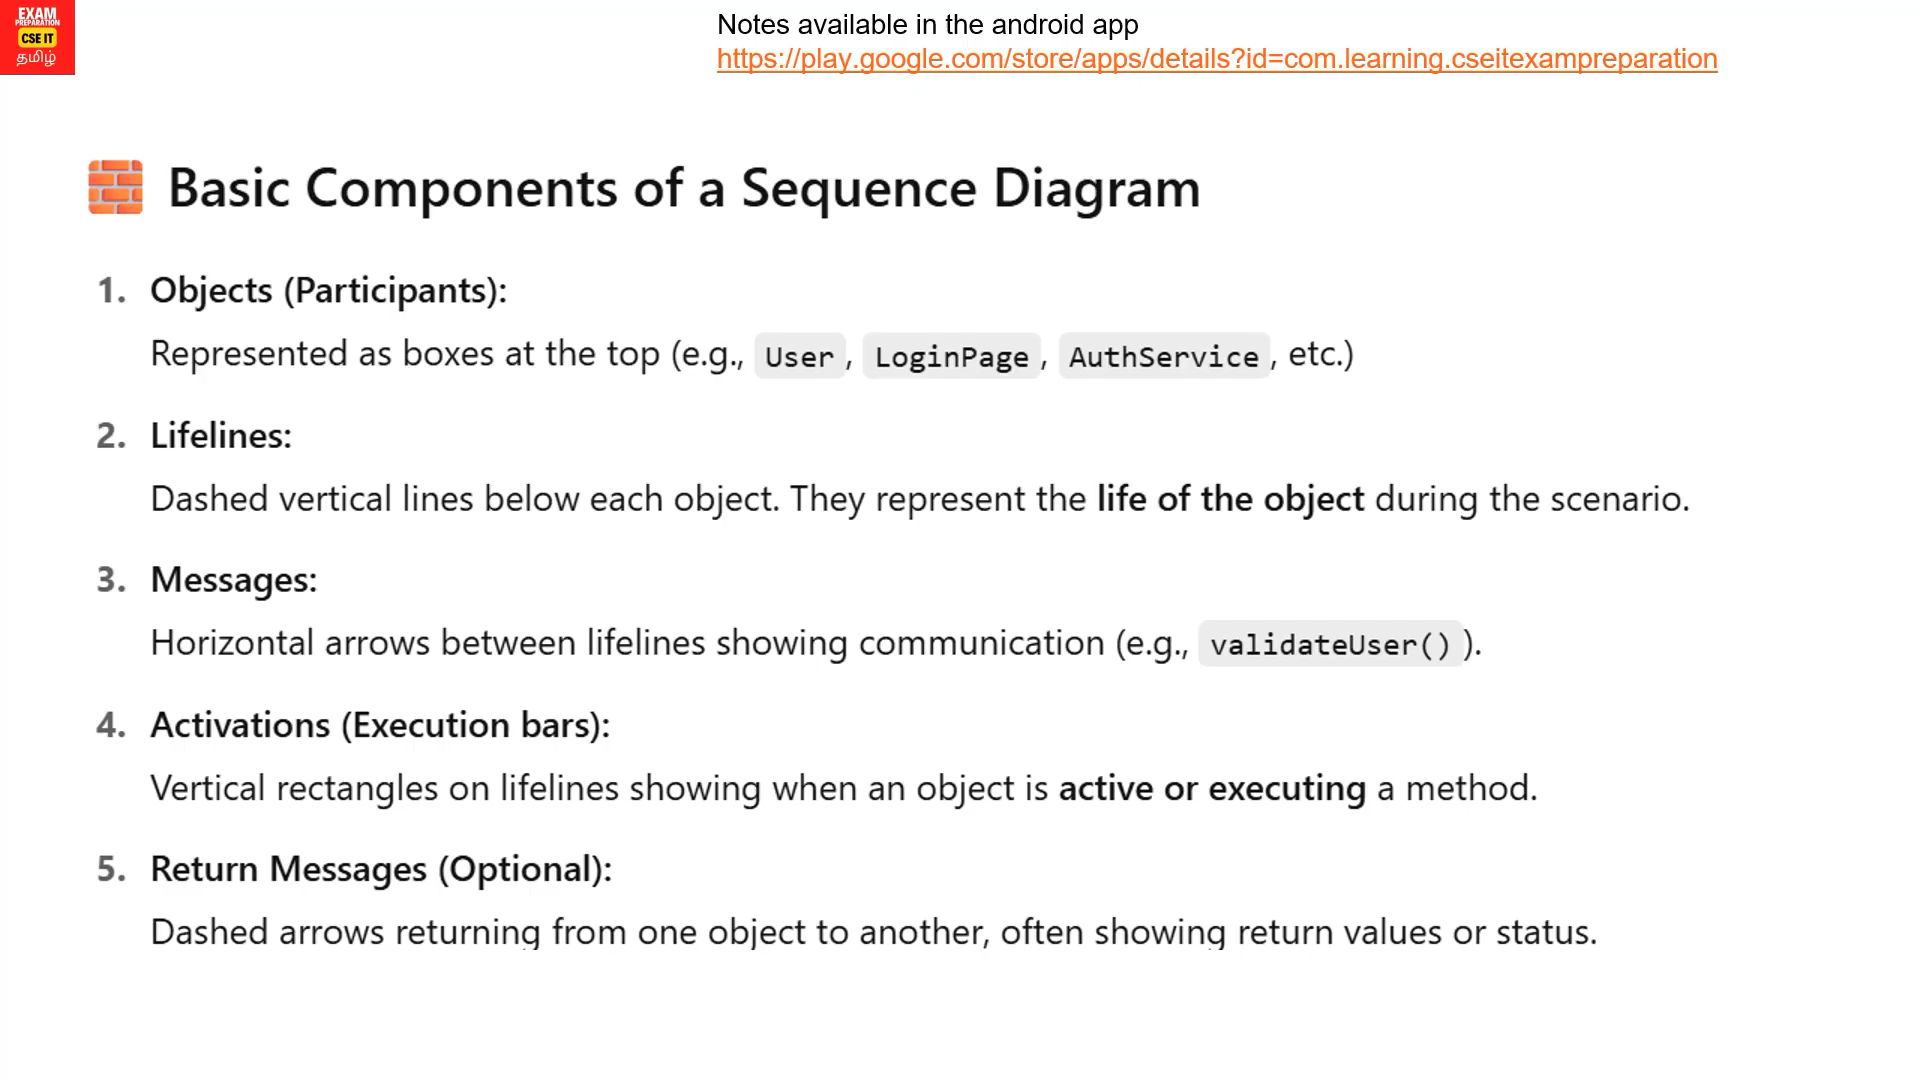 EXAM
PREPARATION
CSE IT
தமிழ்
Notes available in the android app
https://play.google.com/store/apps/details?id=com.learning.cseitexampreparation
Basic Components of a Sequence Diagram
1. Objects (Participants):
Represented as boxes at the top (e.g., User, LoginPage, AuthService, etc.)
2. Lifelines:
Dashed vertical lines below each object. They represent the life of the object during the scenario.
3. Messages:
Horizontal arrows between lifelines showing communication (e.g., validateUser()).
4. Activations (Execution bars):
Vertical rectangles on lifelines showing when an object is active or executing a method.
5. Return Messages (Optional):
Dashed arrows returning from one object to another, often showing return values or status.